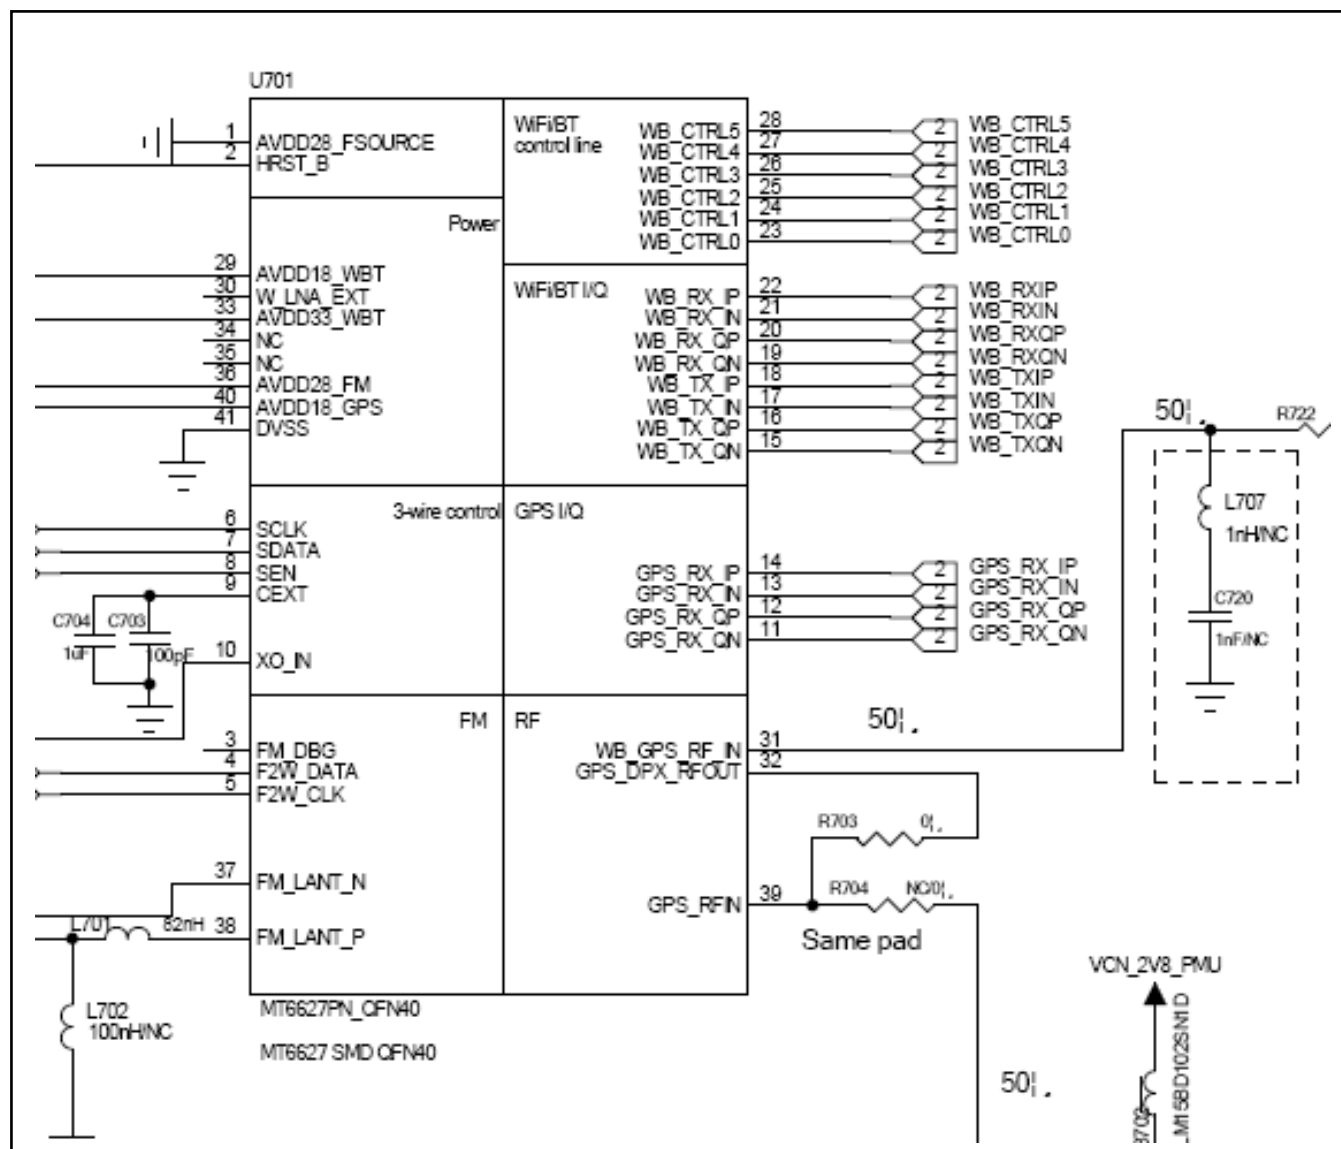 U701
1 AVDD28_FSOURCE
2 HRST_B
WiFi/BT
control line
WB_CTRL5 28 2 WB_CTRL5
WB_CTRL4 27 2 WB_CTRL4
WB_CTRL3 26 2 WB_CTRL3
WB_CTRL2 25 2 WB_CTRL2
WB_CTRL1 24 2 WB_CTRL1
WB_CTRL0 23 2 WB_CTRL0
Power
29 AVDD18_WBT
30 W_LNA_EXT
33 AVDD33_WBT
34 NC
35 NC
36 AVDD28_FM
40 AVDD18_GPS
41 DVSS
WiFi/BT I/Q
WB_RX_IP 22 2 WB_RXIP
WB_RX_IN 21 2 WB_RXIN
WB_RX_QP 20 2 WB_RXQP
WB_RX_QN 19 2 WB_RXQN
WB_TX_IP 18 2 WB_TXIP
WB_TX_IN 17 2 WB_TXIN
WB_TX_QP 16 2 WB_TXQP
WB_TX_QN 15 2 WB_TXQN
50¦.
R722
L707
1nH/NC
C720
1nF/NC
3-wire control
6 SCLK
7 SDATA
8 SEN
9 CEXT
C704
1uF
C703
100pF
10 XO_IN
GPS I/Q
GPS_RX_IP 14 2 GPS_RX_IP
GPS_RX_IN 13 2 GPS_RX_IN
GPS_RX_QP 12 2 GPS_RX_QP
GPS_RX_QN 11 2 GPS_RX_QN
FM
3 FM_DBG
4 F2W_DATA
5 F2W_CLK
37 FM_LANT_N
L701 82nH 38 FM_LANT_P
L702
100nH/NC
RF
50¦.
WB_GPS_RF_IN 31
GPS_DPX_RFOUT 32
R703 0¦.
GPS_RFIN 39 R704 NC/0¦.
Same pad
MT6627PN_QFN40
MT6627 SMD QFN40
VCN_2V8_PMU
50¦.
LM15BD102SN1D